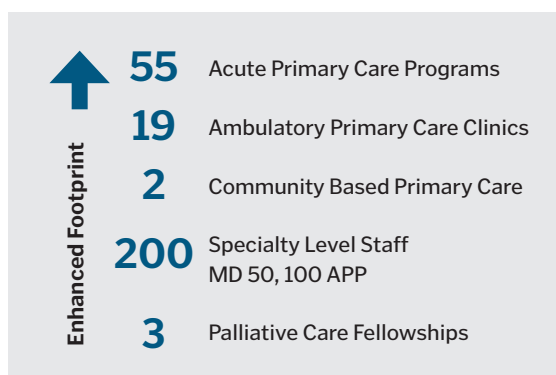 Enhanced Footprint
55 Acute Primary Care Programs
19 Ambulatory Primary Care Clinics
2 Community Based Primary Care
200 Specialty Level Staff
MD 50, 100 APP
3 Palliative Care Fellowships